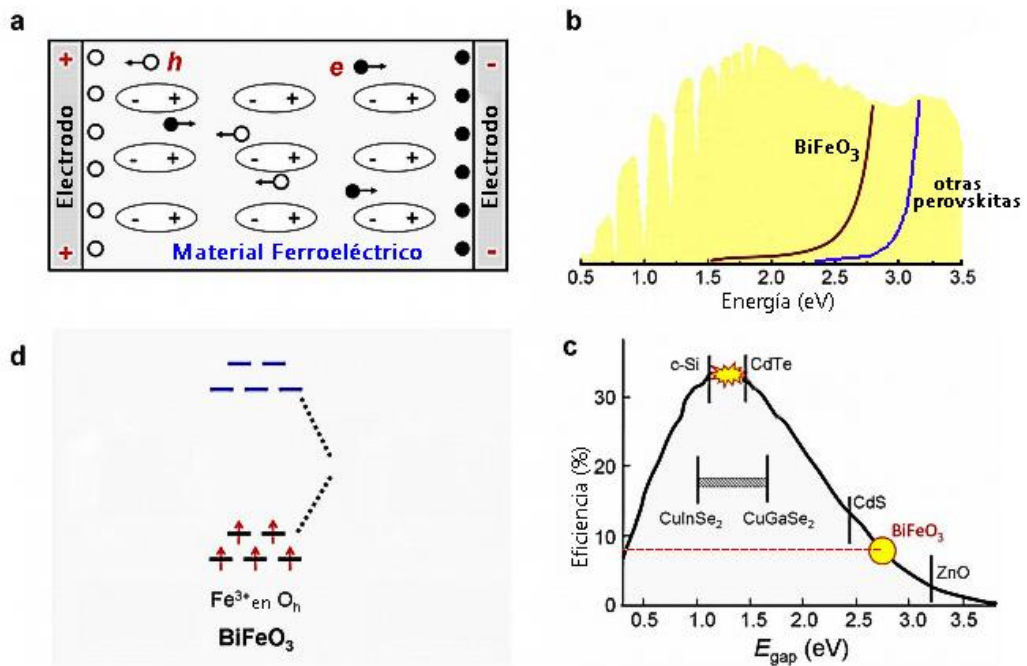 a
+ h e -
- + - + - +
Electrodo
- + - + - +
Electrodo
- + - + - +
+ Material Ferroeléctrico -
b
BiFeO3
otras
perovskitas
0.5 1.0 1.5 2.0 2.5 3.0 3.5
Energía (eV)
d
Fe3+ en Oh
BiFeO3
c
c-Si CdTe
30
Eficiencia (%)
20
CdS
CuInSe2 CuGaSe2
BiFeO3
10
ZnO
0
0.5 1.0 1.5 2.0 2.5 3.0 3.5
Egap (eV)